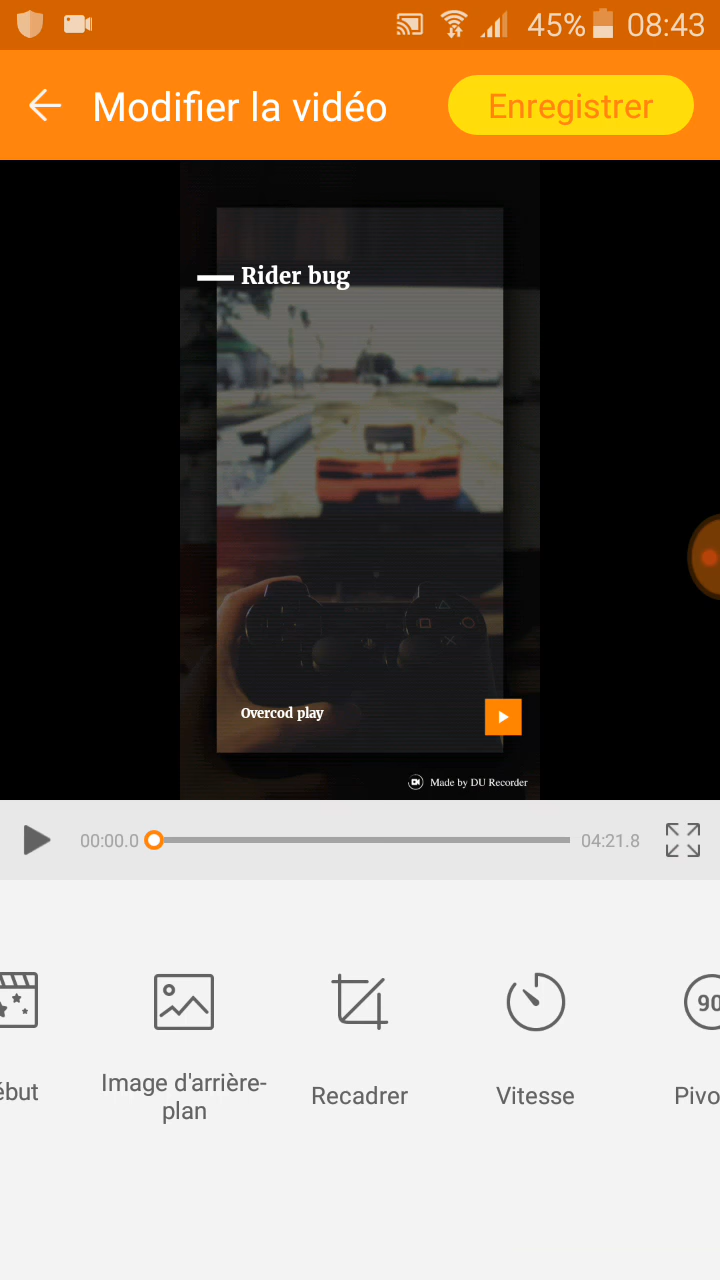 45% 08:43
Modifier la vidéo
Enregistrer
Rider bug
Overcod play
Made by DU Recorder
00:00.0
04:21.8
ébut
Image d'arrière-
plan
Recadrer
Vitesse
90
Pivo